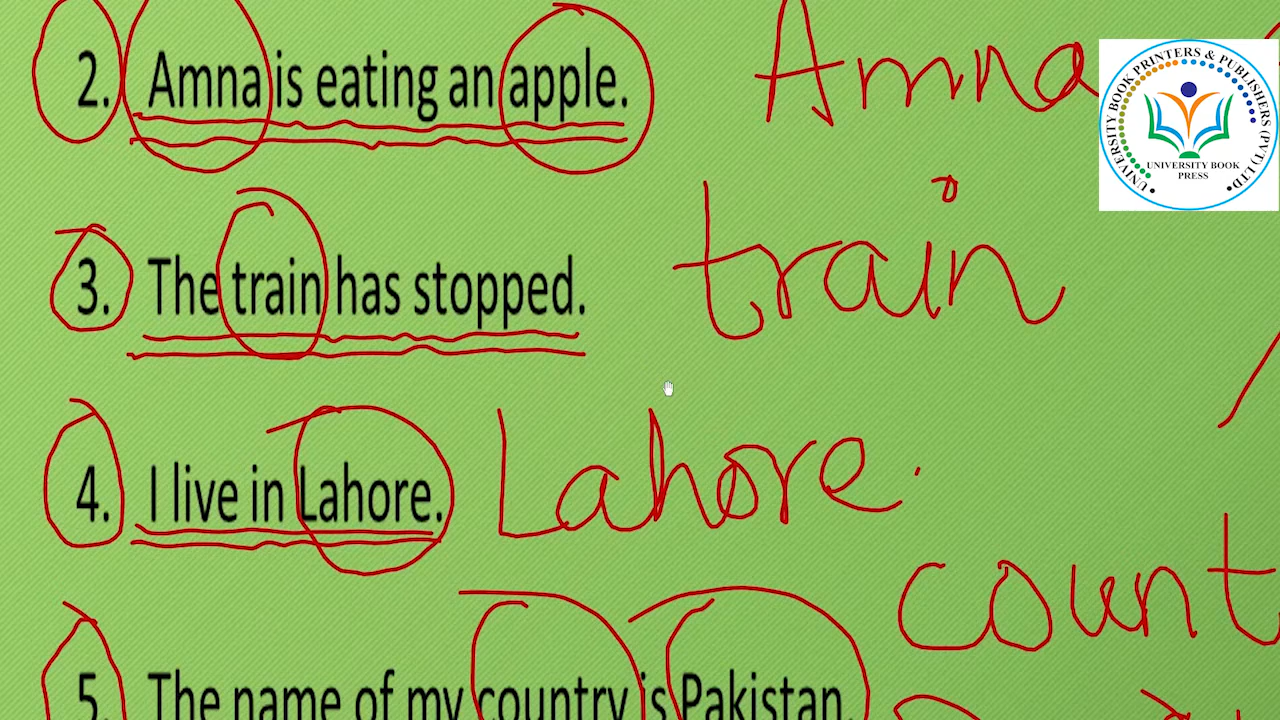 2. Amna is eating an apple. Amna
UNIVERSITY BOOK PRINTERS & PUBLISHERS (PVT) LTD.
UNIVERSITY BOOK
PRESS
3. The train has stopped. train
4. I live in Lahore. Lahore.
count
5. The name of my country is Pakistan.